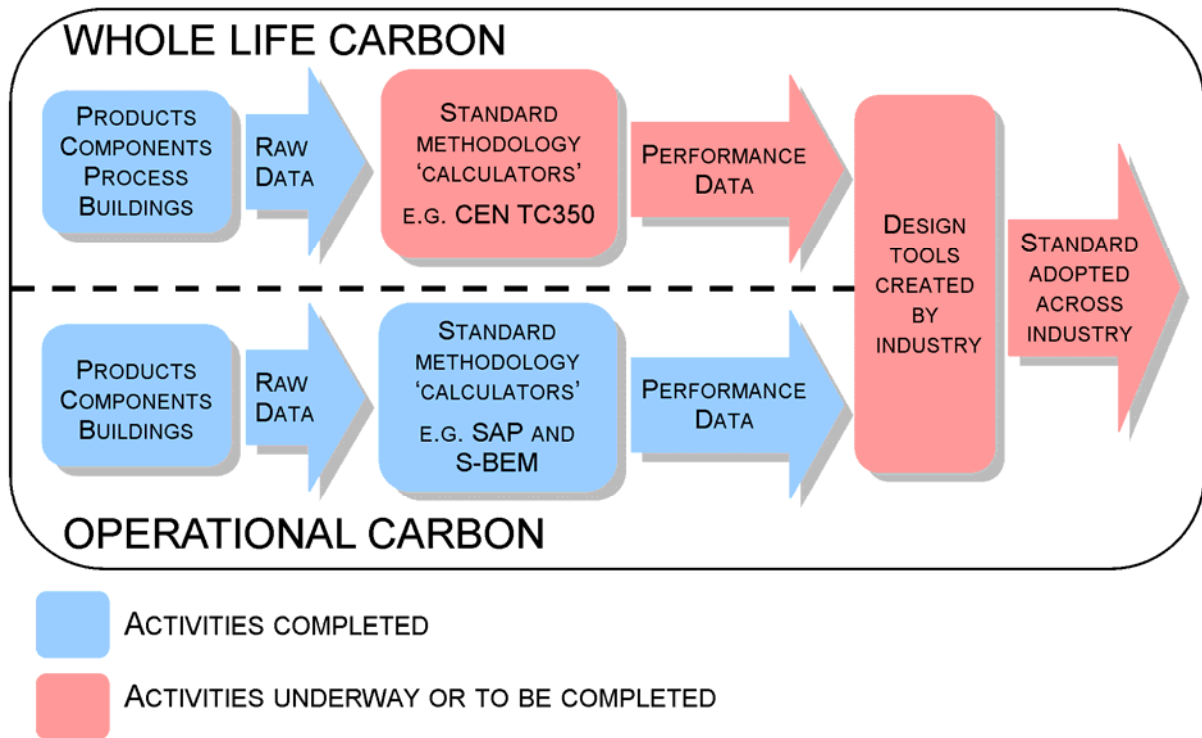 WHOLE LIFE CARBON
PRODUCTS
COMPONENTS
PROCESS
BUILDINGS
RAW
DATA
STANDARD
METHODOLOGY
‘CALCULATORS’
E.G. CEN TC350
PERFORMANCE
DATA
DESIGN
TOOLS
CREATED
BY
INDUSTRY
STANDARD
ADOPTED
ACROSS
INDUSTRY
PRODUCTS
COMPONENTS
BUILDINGS
RAW
DATA
STANDARD
METHODOLOGY
‘CALCULATORS’
E.G. SAP AND
S-BEM
PERFORMANCE
DATA
OPERATIONAL CARBON
ACTIVITIES COMPLETED
ACTIVITIES UNDERWAY OR TO BE COMPLETED